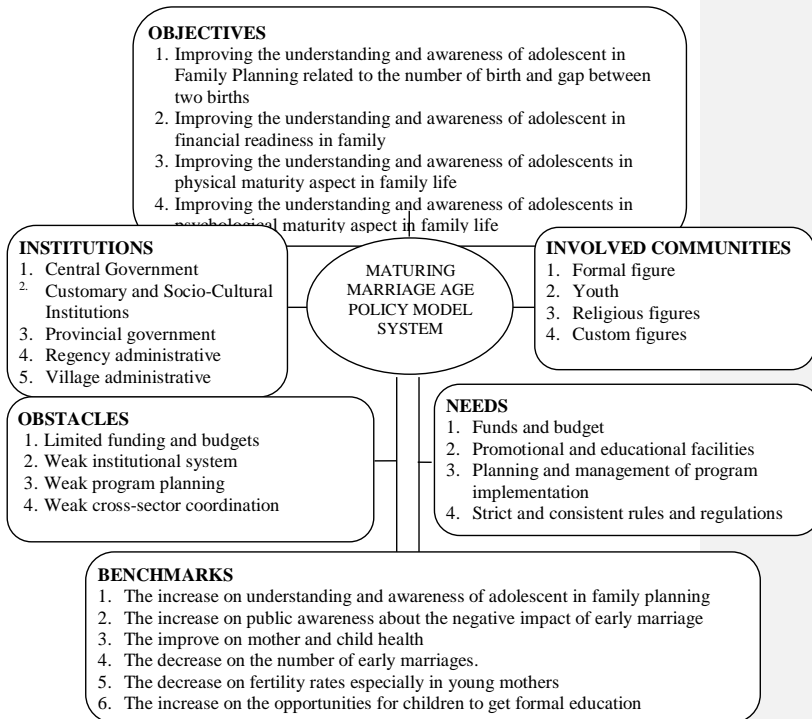 OBJECTIVES
1. Improving the understanding and awareness of adolescent in
Family Planning related to the number of birth and gap between
two births
2. Improving the understanding and awareness of adolescent in
financial readiness in family
3. Improving the understanding and awareness of adolescents in
physical maturity aspect in family life
4. Improving the understanding and awareness of adolescents in
psychological maturity aspect in family life
INSTITUTIONS
1. Central Government
2. Customary and Socio-Cultural
Institutions
3. Provincial government
4. Regency administrative
5. Village administrative
MATURING
MARRIAGE AGE
POLICY MODEL
SYSTEM
INVOLVED COMMUNITIES
1. Formal figure
2. Youth
3. Religious figures
4. Custom figures
OBSTACLES
1. Limited funding and budgets
2. Weak institutional system
3. Weak program planning
4. Weak cross-sector coordination
NEEDS
1. Funds and budget
2. Promotional and educational facilities
3. Planning and management of program
implementation
4. Strict and consistent rules and regulations
BENCHMARKS
1. The increase on understanding and awareness of adolescent in family planning
2. The increase on public awareness about the negative impact of early marriage
3. The improve on mother and child health
4. The decrease on the number of early marriages.
5. The decrease on fertility rates especially in young mothers
6. The increase on the opportunities for children to get formal education